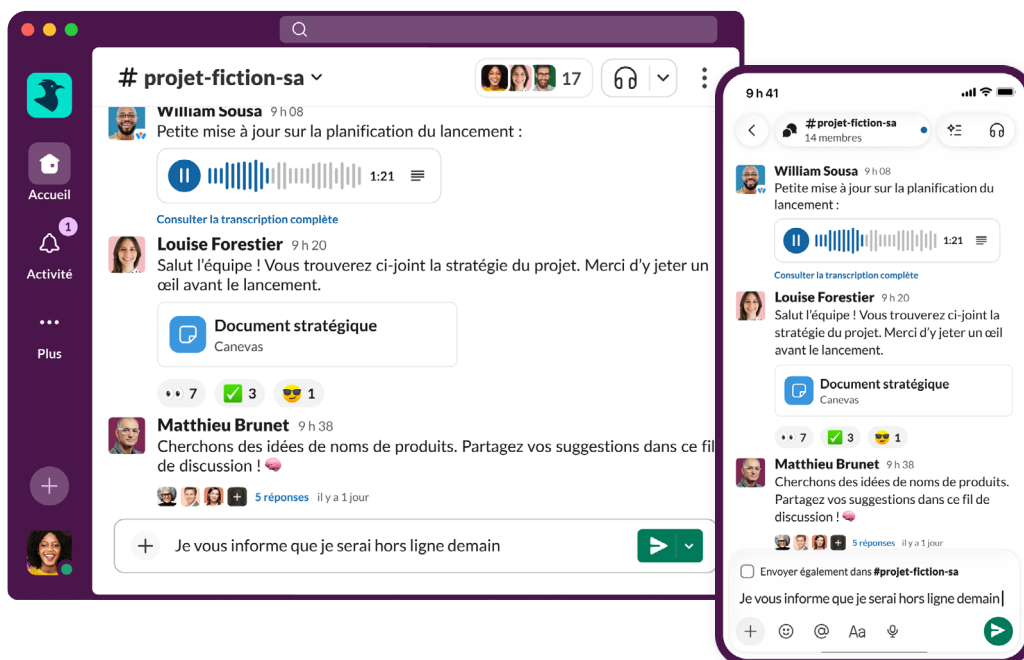 # projet-fiction-sa
17
William Sousa 9 h 08
Petite mise à jour sur la planification du lancement :
1:21
Consulter la transcription complète
Louise Forestier 9 h 20
Salut l’équipe ! Vous trouverez ci-joint la stratégie du projet. Merci d’y jeter un
œil avant le lancement.
Document stratégique
Canevas
7 3 1
Matthieu Brunet 9 h 38
Cherchons des idées de noms de produits. Partagez vos suggestions dans ce fil
de discussion !
5 réponses il y a 1 jour
Je vous informe que je serai hors ligne demain
Accueil
1
Activité
Plus
9 h 41
#projet-fiction-sa
14 membres
William Sousa 9 h 08
Petite mise à jour sur la planification du
lancement :
1:21
Consulter la transcription complète
Louise Forestier 9 h 20
Salut l’équipe ! Vous trouverez ci-joint la
stratégie du projet. Merci d’y jeter un œil
avant le lancement.
Document stratégique
Canevas
7 3 1
Matthieu Brunet 9 h 38
Cherchons des idées de noms de produits.
Partagez vos suggestions dans ce fil de
discussion !
5 réponses il y a 1 jour
Envoyer également dans #projet-fiction-sa
Je vous informe que je serai hors ligne demain
Aa